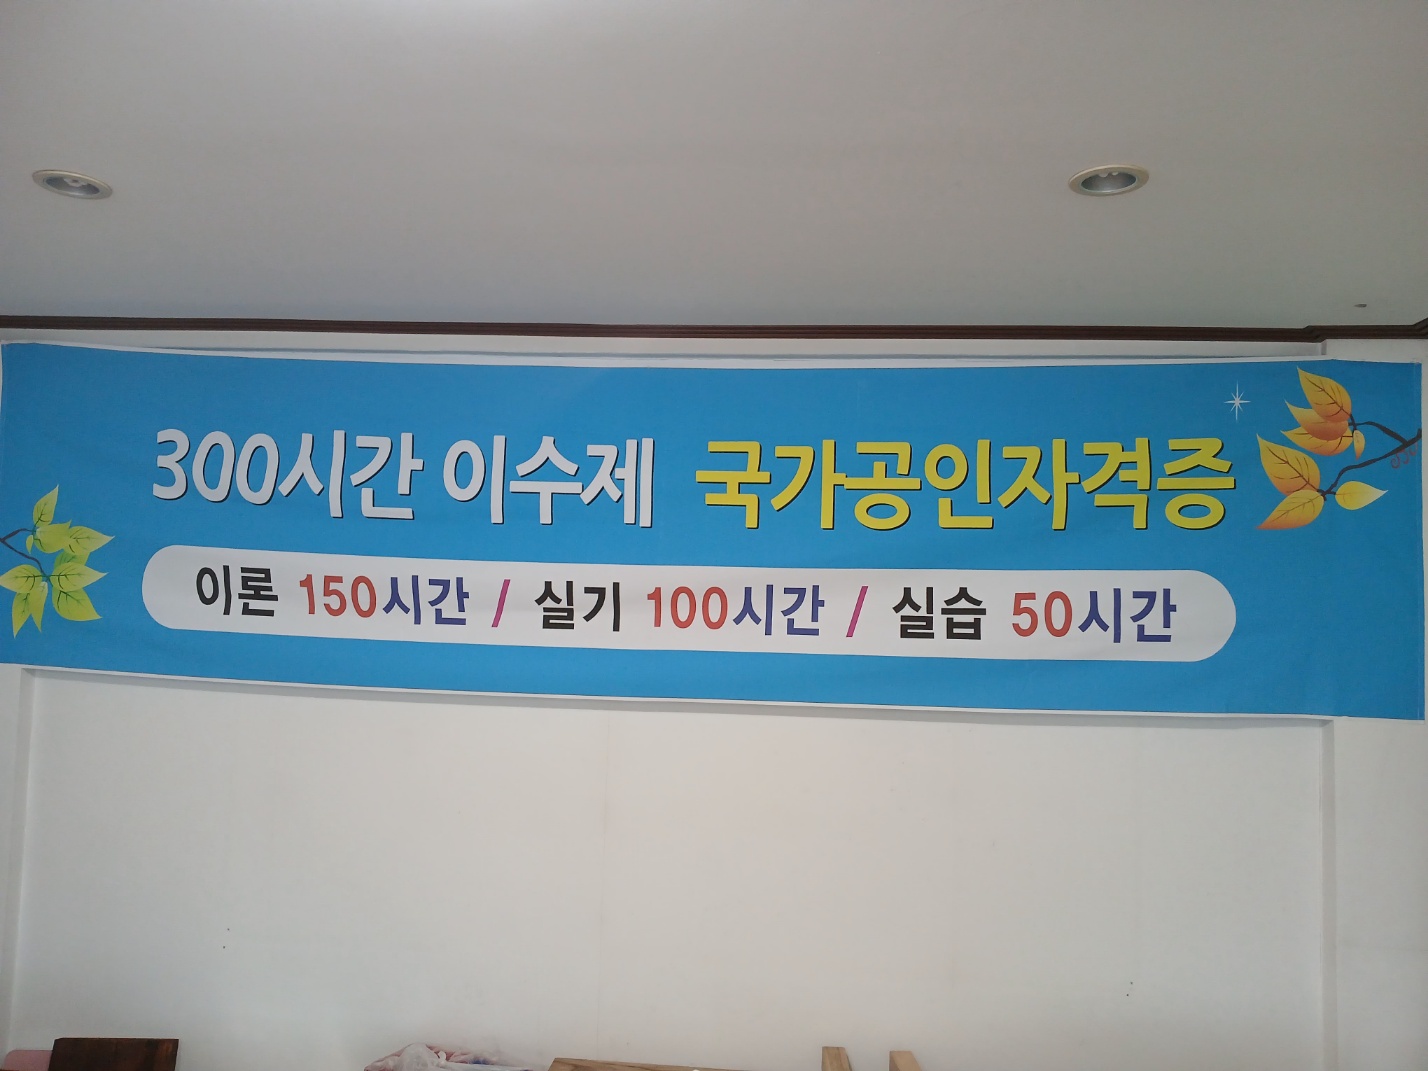 300시간 이수제 국가공인자격증
이론 150시간 / 실기 100시간 / 실습 50시간